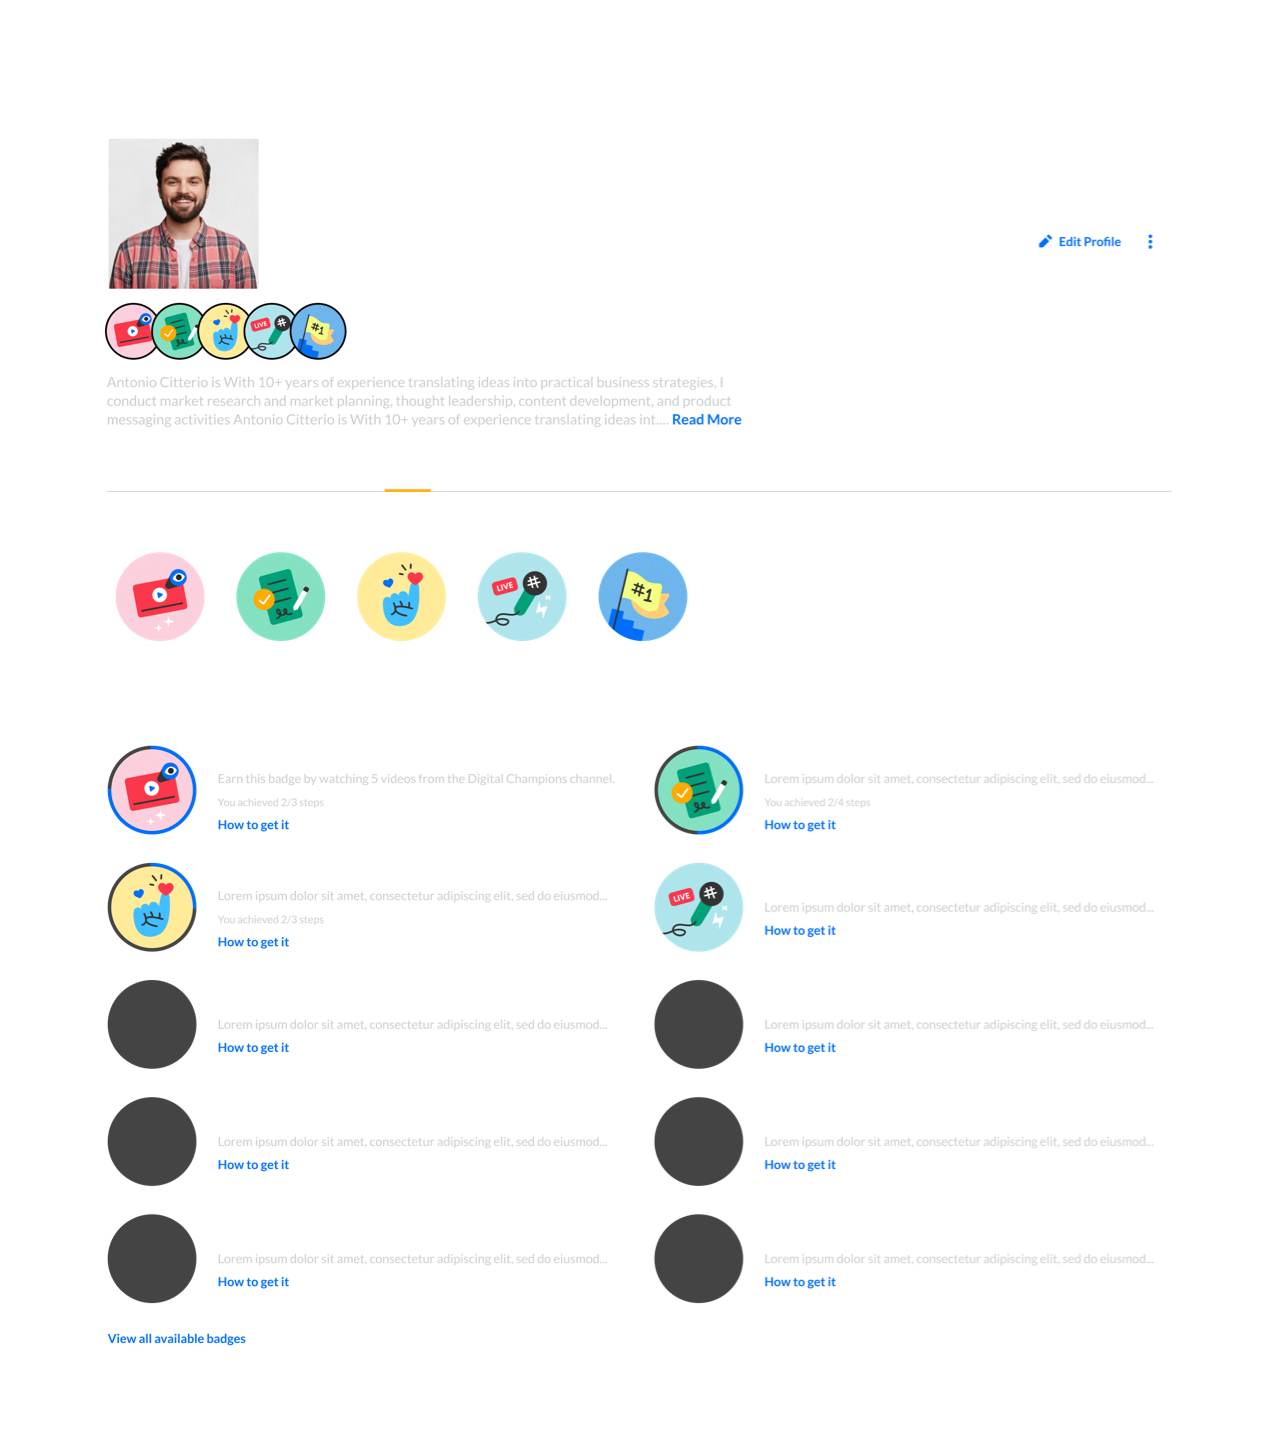 Edit Profile
LIVE
#
#1
Antonio Citterio is With 10+ years of experience translating ideas into practical business strategies, I
conduct market research and market planning, thought leadership, content development, and product
messaging activities Antonio Citterio is With 10+ years of experience translating ideas int.... Read More
LIVE
#
#1
Earn this badge by watching 5 videos from the Digital Champions channel.
You achieved 2/3 steps
How to get it
Lorem ipsum dolor sit amet, consectetur adipiscing elit, sed do eiusmod...
You achieved 2/4 steps
How to get it
Lorem ipsum dolor sit amet, consectetur adipiscing elit, sed do eiusmod...
You achieved 2/3 steps
How to get it
LIVE
#
Lorem ipsum dolor sit amet, consectetur adipiscing elit, sed do eiusmod...
How to get it
Lorem ipsum dolor sit amet, consectetur adipiscing elit, sed do eiusmod...
How to get it
Lorem ipsum dolor sit amet, consectetur adipiscing elit, sed do eiusmod...
How to get it
Lorem ipsum dolor sit amet, consectetur adipiscing elit, sed do eiusmod...
How to get it
Lorem ipsum dolor sit amet, consectetur adipiscing elit, sed do eiusmod...
How to get it
Lorem ipsum dolor sit amet, consectetur adipiscing elit, sed do eiusmod...
How to get it
Lorem ipsum dolor sit amet, consectetur adipiscing elit, sed do eiusmod...
How to get it
View all available badges